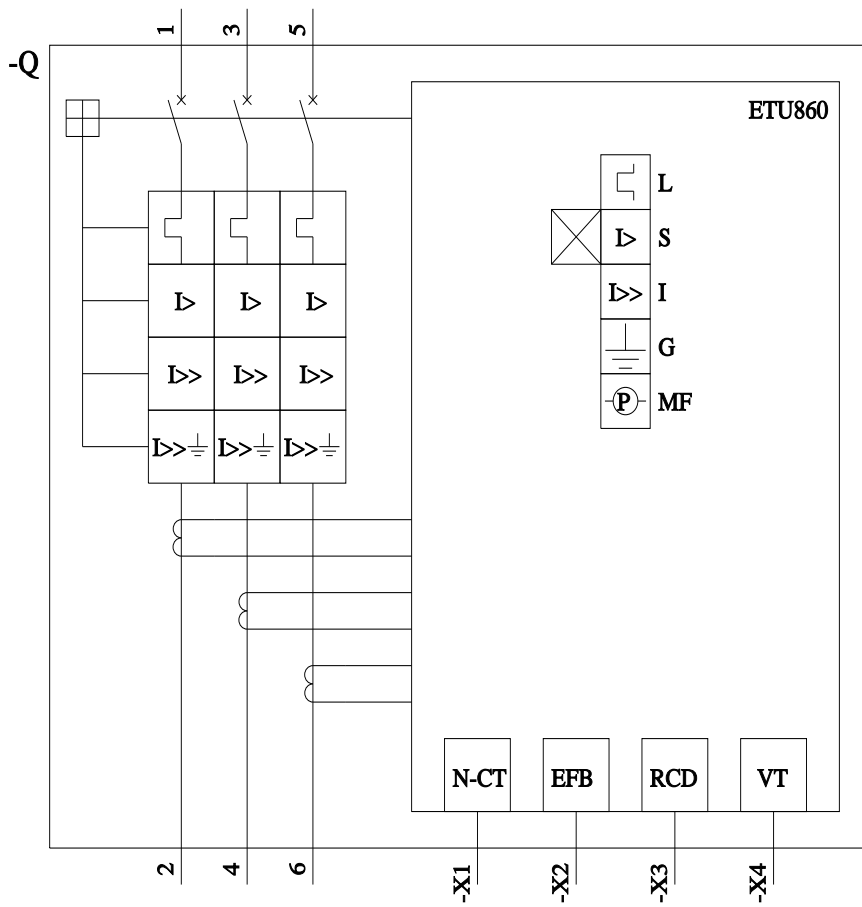 1 3 5
-Q
ETU860
L
I> S
I>> I
G
P MF
I> I> I>
I>> I>> I>>
I>> I>> I>>
N-CT EFB RCD VT
2 4 6 -X1 -X2 -X3 -X4